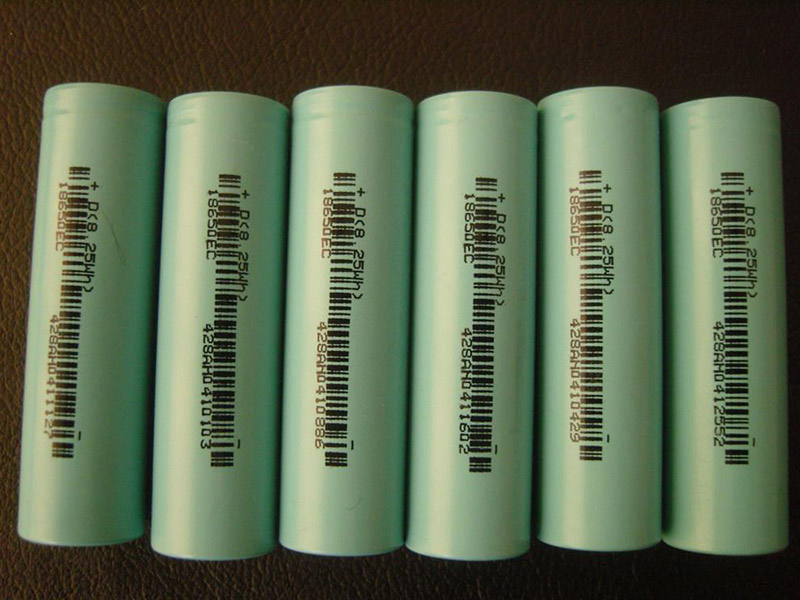 + D(8.25Wh) -
18650EC
428AH0411127
+ D(8.25Wh) -
18650EC
428AH0410103
+ D(8.25Wh) -
18650EC
428AH0410886
+ D(8.25Wh) -
18650EC
428AH0411602
+ D(8.25Wh) -
18650EC
428AH0410429
+ D(8.25Wh) -
18650EC
428AH0412552